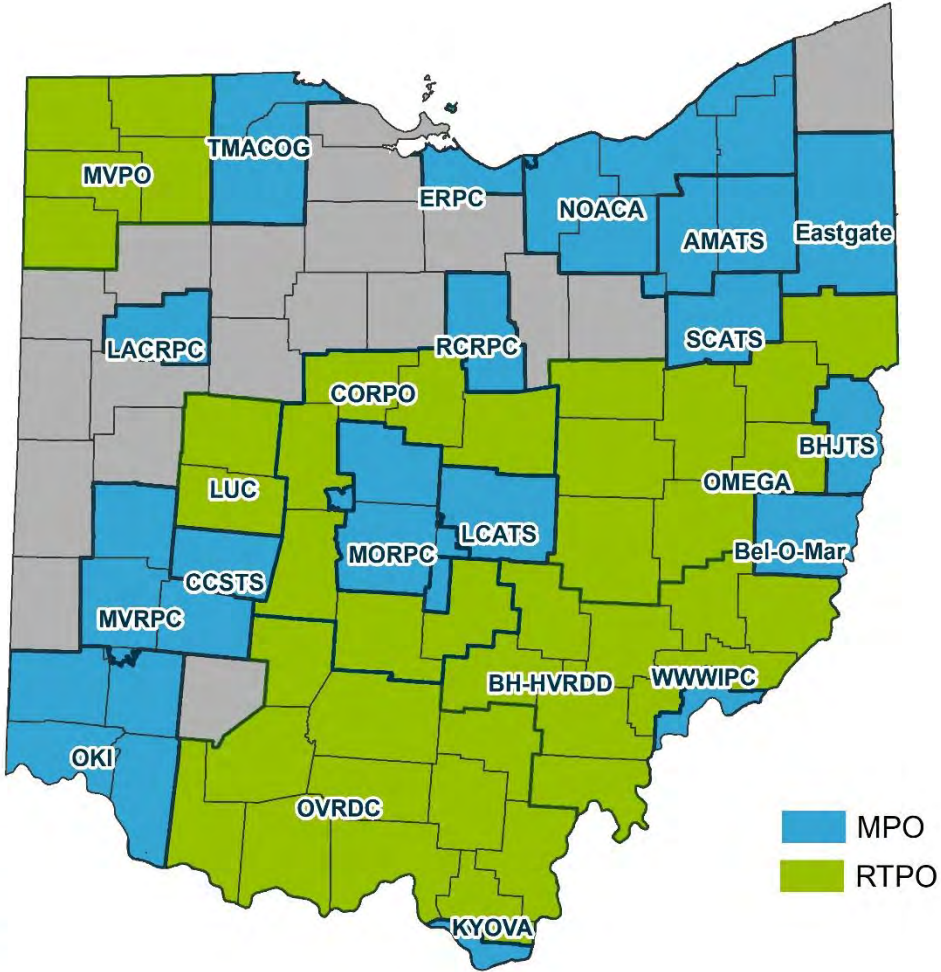 TMACOG
MVPO
ERPC
NOACA
AMATS
Eastgate
LACRPC
RCRPC
SCATS
CORPO
BHJTS
LUC
OMEGA
MORPC
LCATS
Bel-O-Mar
CCSTS
MVRPC
BH-HVRDD
WWWIPC
OKI
OVRDC
MPO
RTPO
KYOVA